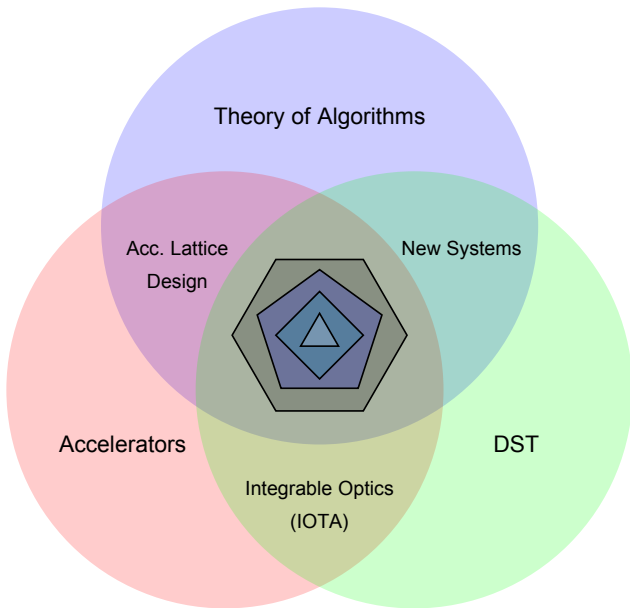 Theory of Algorithms
Acc. Lattice
Design
New Systems
Accelerators
DST
Integrable Optics
(IOTA)